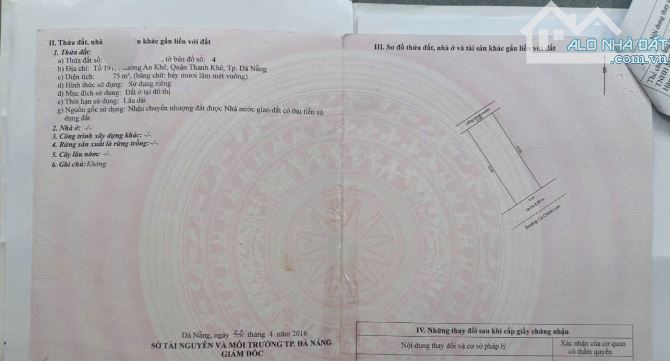 II. Thửa đất, nhà sản khác gắn liền với đất
1. Thửa đất:
a) Thửa đất số: , tờ bản đồ số: 4
b) Địa chỉ: Tổ 19 ường An Khê, Quận Thanh Khê, Tp. Đà Nẵng
c) Diện tích: 75 m², (bằng chữ: bảy mươi lăm mét vuông)
d) Hình thức sử dụng: Sử dụng riêng
đ) Mục đích sử dụng: Đất ở tại đô thị
e) Thời hạn sử dụng: Lâu dài
g) Nguồn gốc sử dụng: Nhận chuyển nhượng đất được Nhà nước giao đất có thu tiền sử
dụng đất
2. Nhà ở: -/-
3. Công trình xây dựng khác: -/-
4. Rừng sản xuất là rừng trồng: -/-
5. Cây lâu năm: -/-
6. Ghi chú: Không
Đà Nẵng, ngày tháng 4 năm 2016
SỞ TÀI NGUYÊN VÀ MÔI TRƯỜNG TP. ĐÀ NẴNG
GIÁM ĐỐC
III. Sơ đồ thửa đất, nhà ở và tài sản khác gắn liền với đất
ALO NHÀ ĐẤT
Đường Cù Chính Lan
IV. Những thay đổi sau khi cấp giấy chứng nhận
Nội dung thay đổi và cơ sở pháp lý
Xác nhận của cơ quan
có thẩm quyền